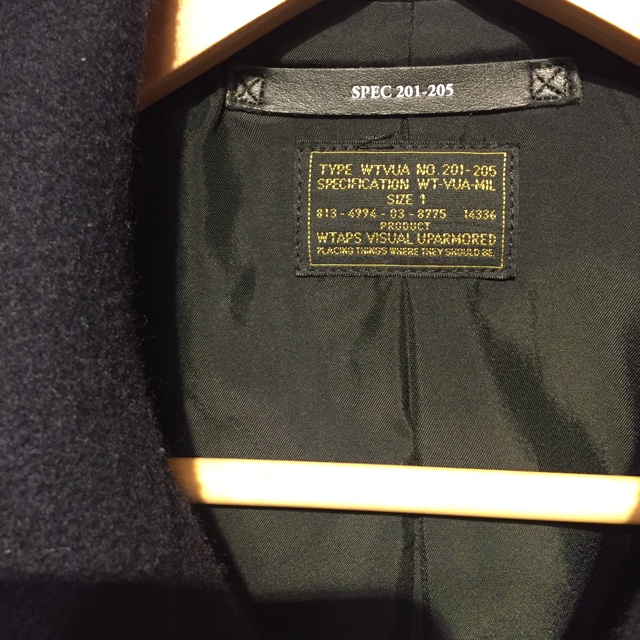 SPEC 201-205
TYPE WTVUA NO. 201-205
SPECIFICATION WT-VUA-MIL
SIZE 1
813-4994-03-8775 14336
PRODUCT
WTAPS VISUAL UPARMORED
PLACING THINGS WHERE THEY SHOULD BE.